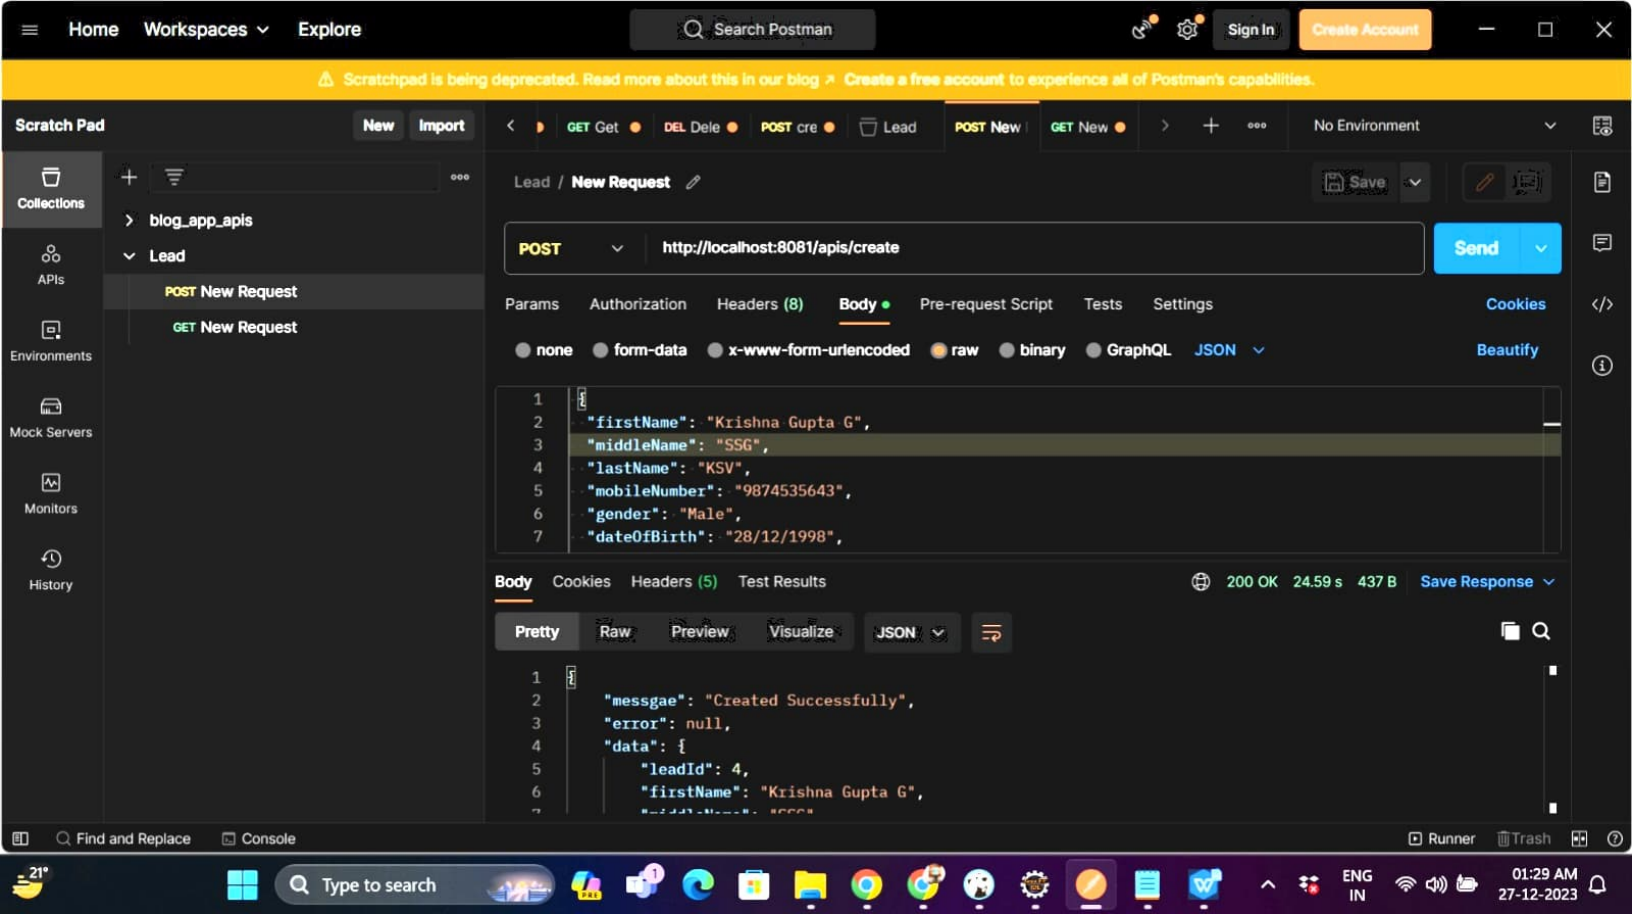 Home Workspaces Explore Search Postman Sign In Create Account
Scratchpad is being deprecated. Read more about this in our blog ↗ Create a free account to experience all of Postman's capabilities.
Scratch Pad New Import GET Get DEL Dele POST cre Lead POST New GET New No Environment
Collections
APIs
Environments
Mock Servers
Monitors
History
blog_app_apis
Lead
POST New Request
GET New Request
Lead / New Request Save
POST http://localhost:8081/apis/create Send
Params Authorization Headers (8) Body Pre-request Script Tests Settings Cookies
none form-data x-www-form-urlencoded raw binary GraphQL JSON Beautify
1 {
2 "firstName": "Krishna Gupta G",
3 "middleName": "SSG",
4 "lastName": "KSV",
5 "mobileNumber": "9874535643",
6 "gender": "Male",
7 "dateOfBirth": "28/12/1998",
Body Cookies Headers (5) Test Results 200 OK 24.59 s 437 B Save Response
Pretty Raw Preview Visualize JSON
1 {
2 "messgae": "Created Successfully",
3 "error": null,
4 "data": {
5 "leadId": 4,
6 "firstName": "Krishna Gupta G",
7 "middleName": "SSG"
Find and Replace Console Runner Trash
21° Type to search PRE 1 ENG IN 01:29 AM 27-12-2023